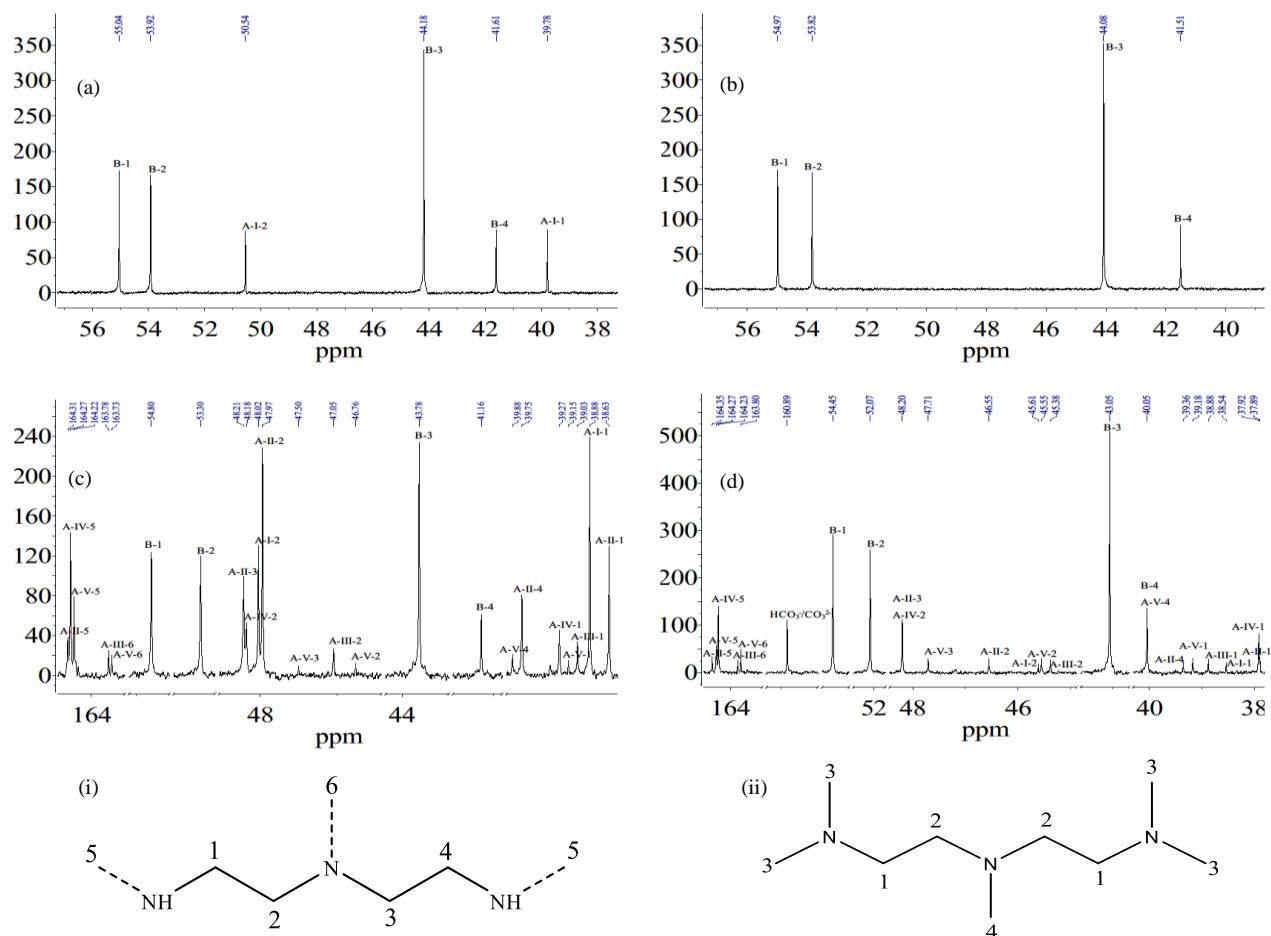 55.04 53.92 50.54 44.18 41.61 39.78
350
300
250
200
150
100
50
0
(a)
B-1
B-2
A-I-2
B-3
B-4
A-I-1
56 54 52 50 48 46 44 42 40 38
ppm
54.97 53.82 44.08 41.51
350
300
250
200
150
100
50
0
(b)
B-1
B-2
B-3
B-4
56 54 52 50 48 46 44 42 40
ppm
164.31 164.27 164.22 163.78 163.73 54.80 53.30 48.21 48.18 48.02 47.97 47.50 47.05 46.76 43.78 41.16 39.88 39.75 39.27 39.15 39.03 38.88 38.63
240
200
160
120
80
40
0
(c)
A-IV-5
A-V-5
A-II-5
A-III-6
A-V-6
B-1
B-2
A-II-3
A-IV-2
A-I-2
A-II-2
A-V-3
A-III-2
A-V-2
B-3
B-4
A-V-4
A-II-4
A-IV-1
A-V-1
A-III-1
A-I-1
A-II-1
164 48 44
ppm
164.35 164.27 164.23 163.80 160.89 54.45 52.07 48.20 47.71 46.55 45.61 45.55 45.38 43.05 40.05 39.36 39.18 38.88 38.54 37.92 37.89
500
400
300
200
100
0
(d)
A-IV-5
A-V-5
A-II-5
A-V-6
A-III-6
HCO3-/CO32-
B-1
B-2
A-II-3
A-IV-2
A-V-3
A-II-2
A-I-2
A-V-2
A-III-2
B-3
B-4
A-V-4
A-II-4
A-V-1
A-III-1
A-I-1
A-IV-1
A-II-1
164 52 48 46 40 38
ppm
(i)
6
5 1 N 4 5
NH 2 3 NH
(ii)
3 3
N 2 2 N
3 1 N 1 3
4